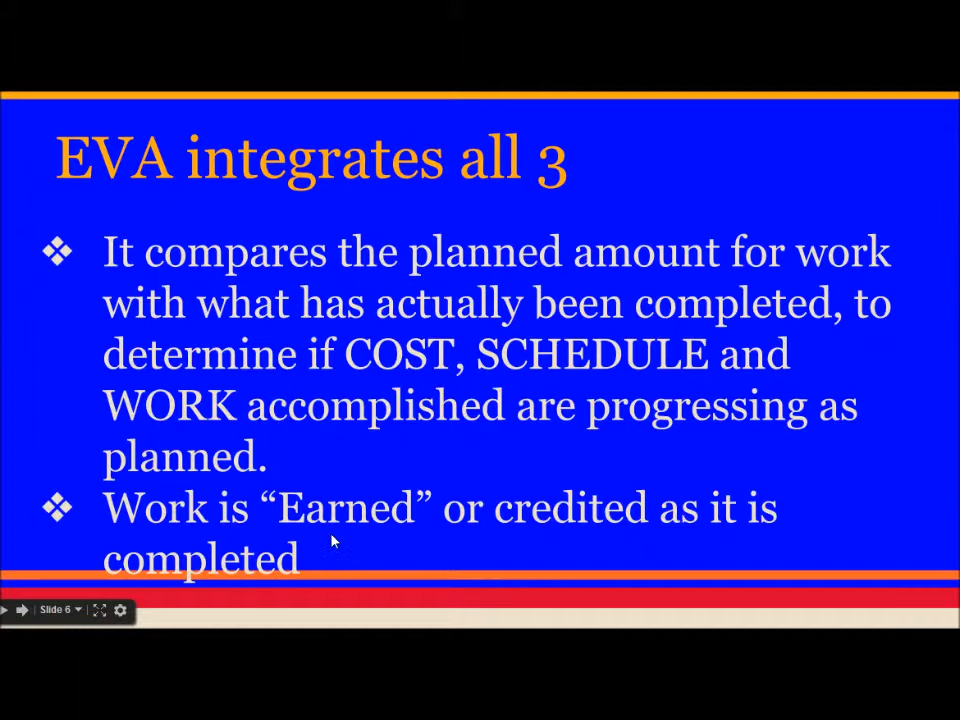 EVA integrates all 3
❖ It compares the planned amount for work
with what has actually been completed, to
determine if COST, SCHEDULE and
WORK accomplished are progressing as
planned.
❖ Work is “Earned” or credited as it is
completed
Slide 6